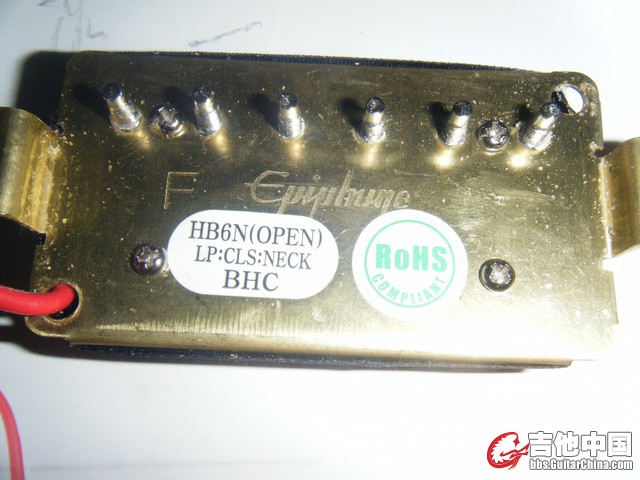 F Epiphone
HB6N(OPEN)
LP:CLS:NECK
BHC
RoHS
COMPLIANT
吉他中国
bbs.GuitarChina.com